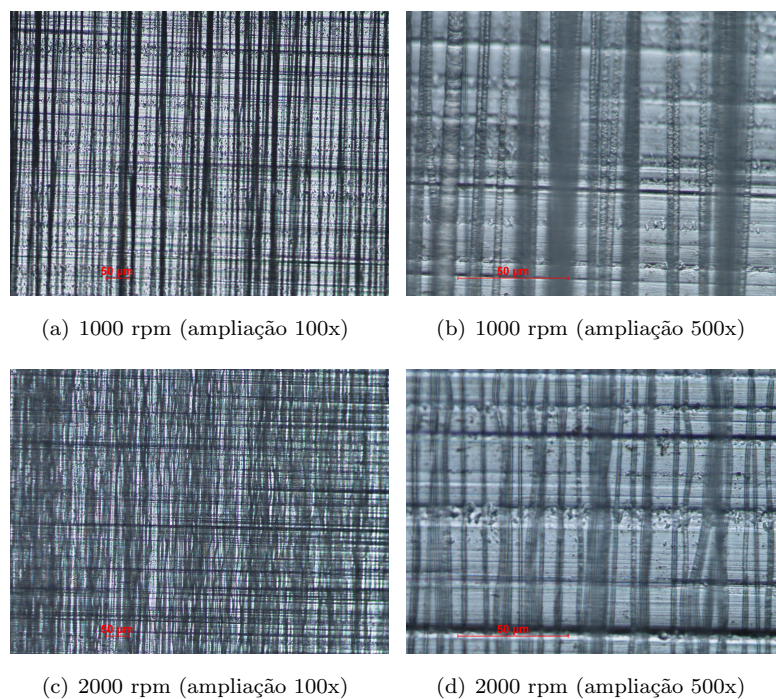 50 µm
50 µm
(a) 1000 rpm (ampliação 100x)
(b) 1000 rpm (ampliação 500x)
50 µm
50 µm
(c) 2000 rpm (ampliação 100x)
(d) 2000 rpm (ampliação 500x)